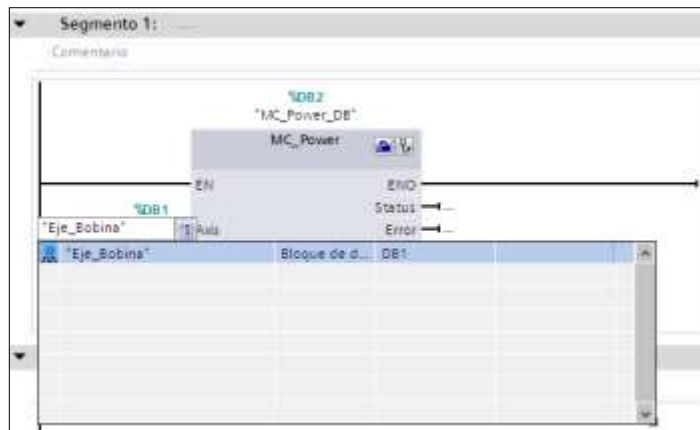 Segmento 1: ......
Comentario
%DB2
"MC_Power_DB"
MC_Power
EN ENO
%DB1 Status ...
"Eje_Bobina" Axis Error ...
"Eje_Bobina" Bloque de d... DB1